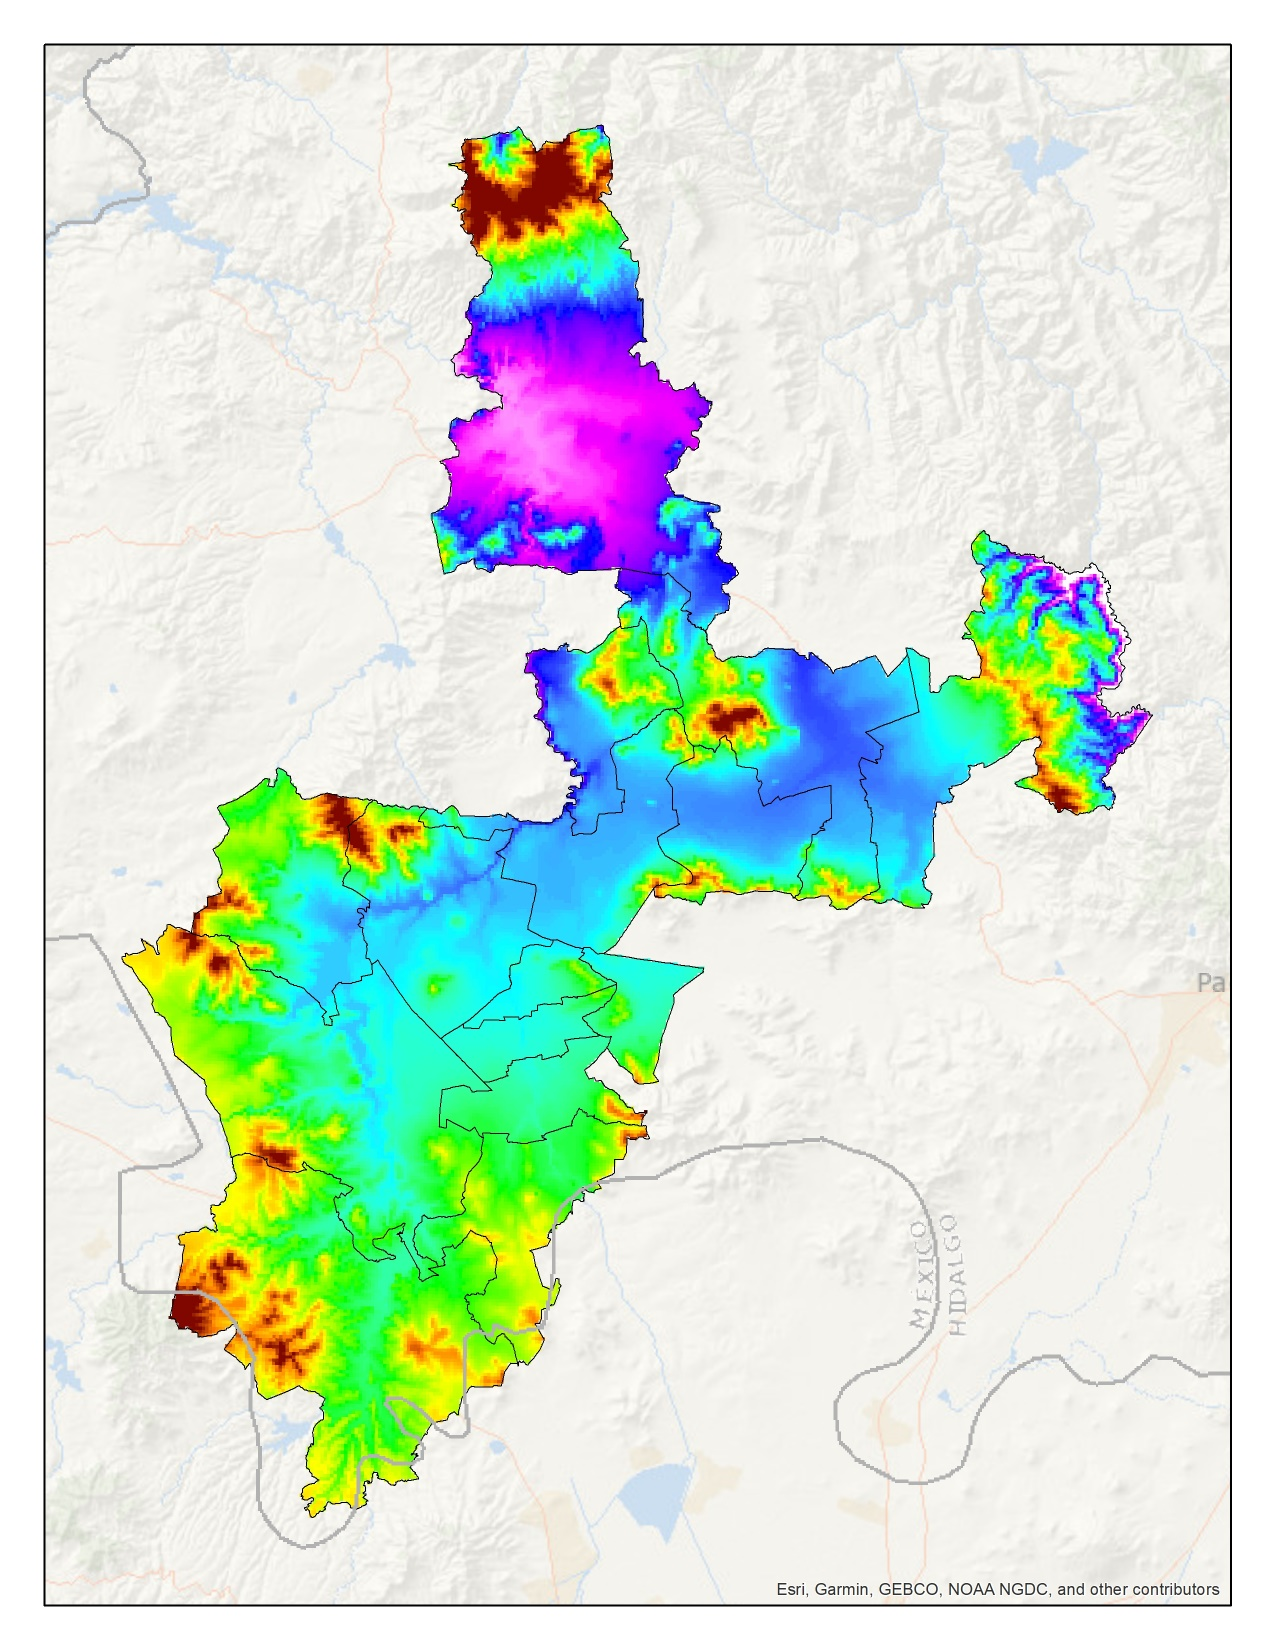 Pa
MEXICO
HIDALGO
Esri, Garmin, GEBCO, NOAA NGDC, and other contributors